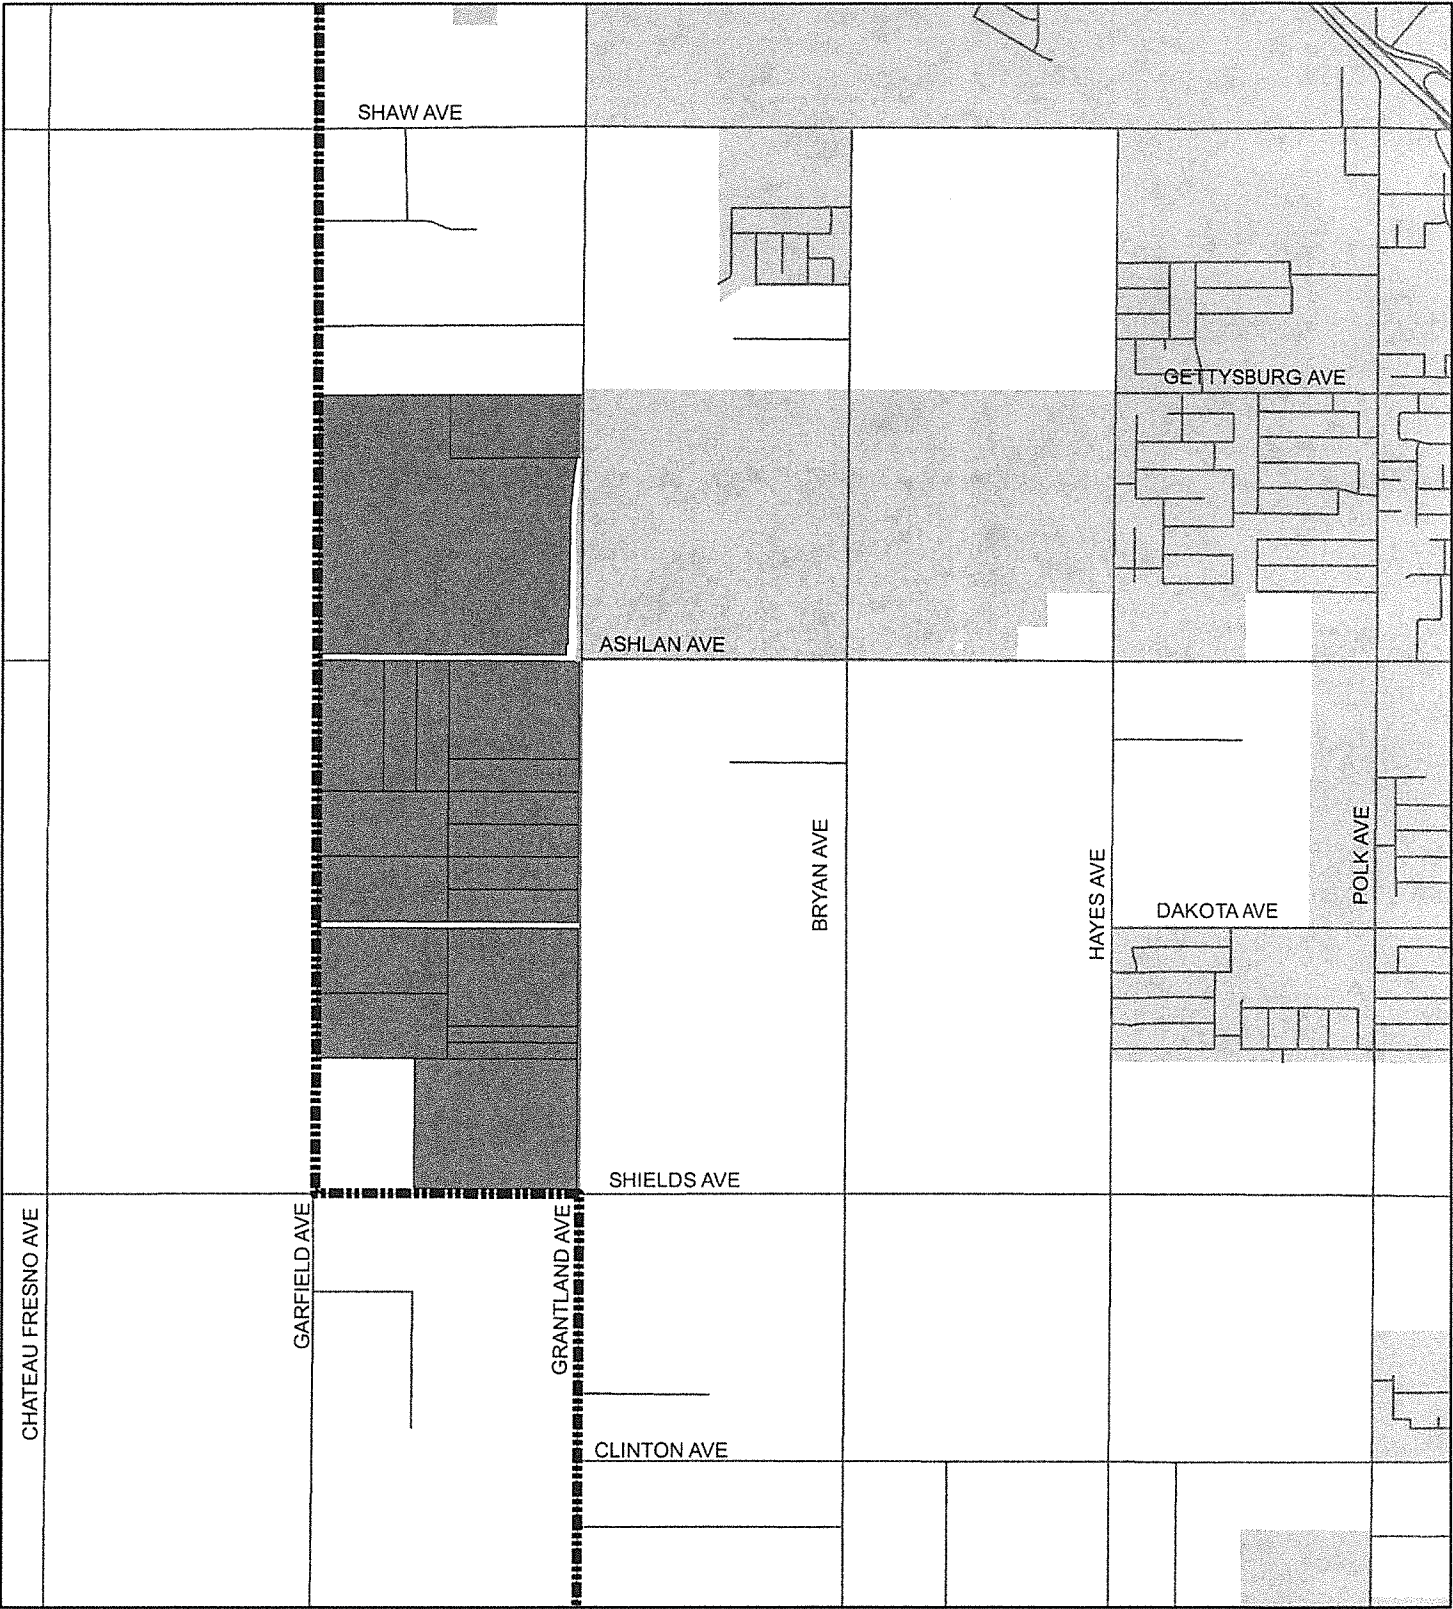 SHAW AVE
GETTYSBURG AVE
ASHLAN AVE
BRYAN AVE
HAYES AVE
POLK AVE
DAKOTA AVE
SHIELDS AVE
CHATEAU FRESNO AVE
GARFIELD AVE
GRANTLAND AVE
CLINTON AVE